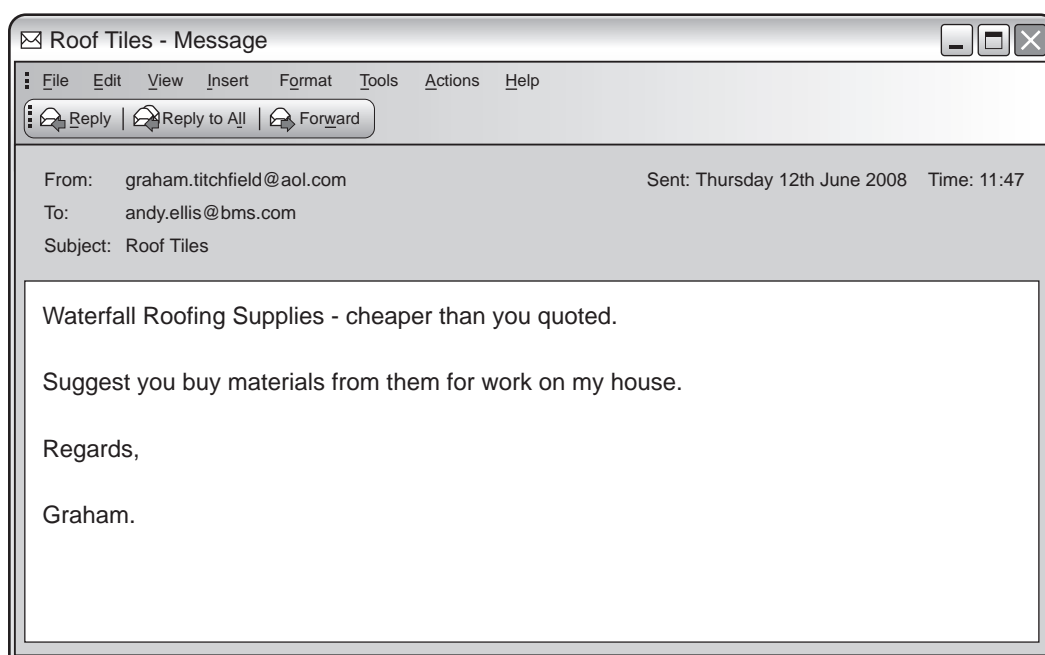 Roof Tiles - Message
File Edit View Insert Format Tools Actions Help
Reply Reply to All Forward
From: graham.titchfield@aol.com Sent: Thursday 12th June 2008 Time: 11:47
To: andy.ellis@bms.com
Subject: Roof Tiles
Waterfall Roofing Supplies - cheaper than you quoted.
Suggest you buy materials from them for work on my house.
Regards,
Graham.